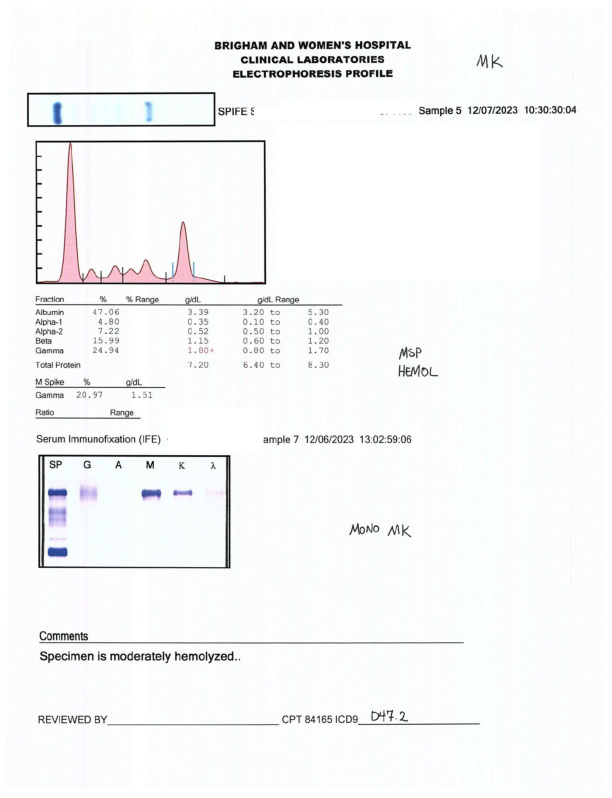 BRIGHAM AND WOMEN'S HOSPITAL
CLINICAL LABORATORIES
ELECTROPHORESIS PROFILE
MK
SPIFE Sample 5 12/07/2023 10:30:30:04
Fraction % % Range g/dL g/dL Range
Albumin 47.06 3.39 3.20 to 5.30
Alpha-1 4.80 0.35 0.10 to 0.40
Alpha-2 7.22 0.52 0.50 to 1.00
Beta 15.99 1.15 0.60 to 1.20
Gamma 24.94 1.80+ 0.80 to 1.70
Total Protein 7.20 6.40 to 8.30
MSP
HEMOL
M Spike % g/dL
Gamma 20.97 1.51
Ratio Range
Serum Immunofixation (IFE) ample 7 12/06/2023 13:02:59:06
SP G A M K λ
MONO MK
Comments
Specimen is moderately hemolyzed..
REVIEWED BY CPT 84165 ICD9 D47.2